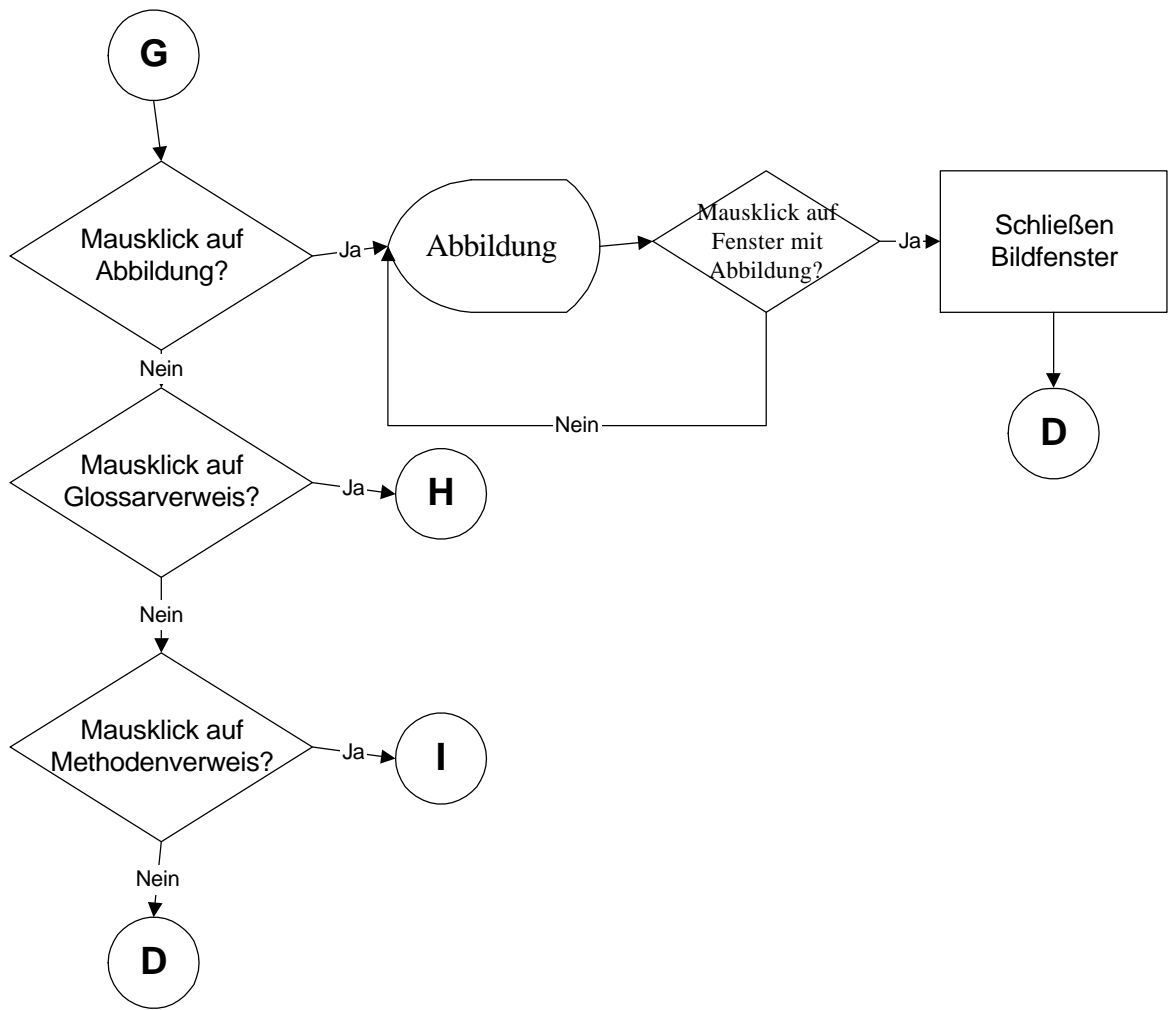 G
Mausklick auf
Abbildung?
Ja
Abbildung
Mausklick auf
Fenster mit
Abbildung?
Ja
Schließen
Bildfenster
Nein
Nein
D
Mausklick auf
Glossarverweis?
Ja
H
Nein
Mausklick auf
Methodenverweis?
Ja
I
Nein
D